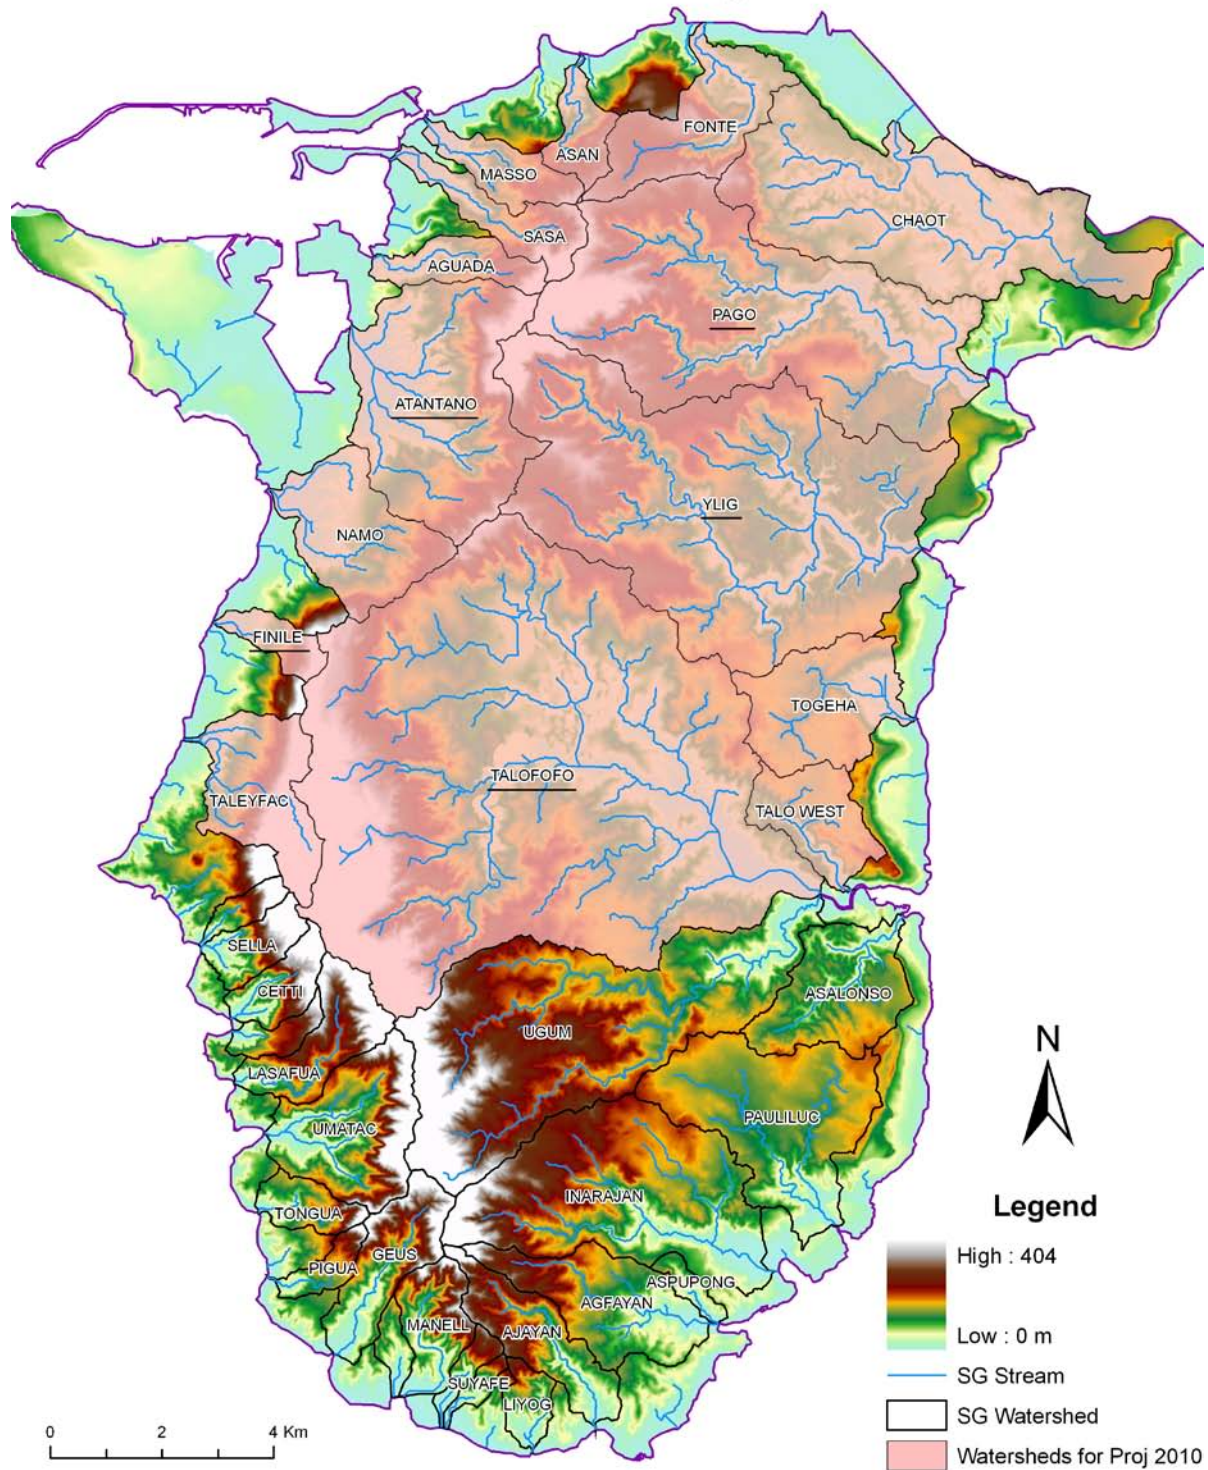 FONTE
ASAN
MASSO
CHAOT
SASA
AGUADA
PAGO
ATANTANO
YLIG
NAMO
FINILE
TOGEHA
TALOFOFO
TALEYFAC
TALO WEST
SELLA
CETTI
ASALONSO
UGUM
LASAFUA
UMATAC
PAULILUC
INARAJAN
TONGUA
GEUS
PIGUA
ASPUPONG
AGFAYAN
MANELL
AJAYAN
SUYAFE
LIYOG
N
Legend
High : 404
Low : 0 m
SG Stream
SG Watershed
Watersheds for Proj 2010
0 2 4 Km